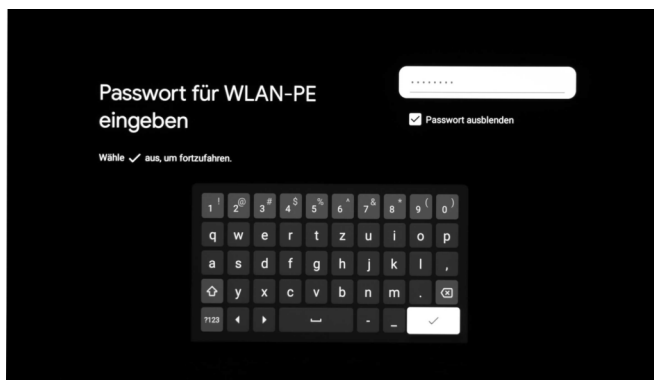 Passwort für WLAN-PE
eingeben
Wähle ✓ aus, um fortzufahren.
........
Passwort ausblenden
1 ! 2 @ 3 # 4 $ 5 % 6 ^ 7 & 8 * 9 ( 0 )
q w e r t z u i o p
a s d f g h j k l ,
y x c v b n m .
?123 - _